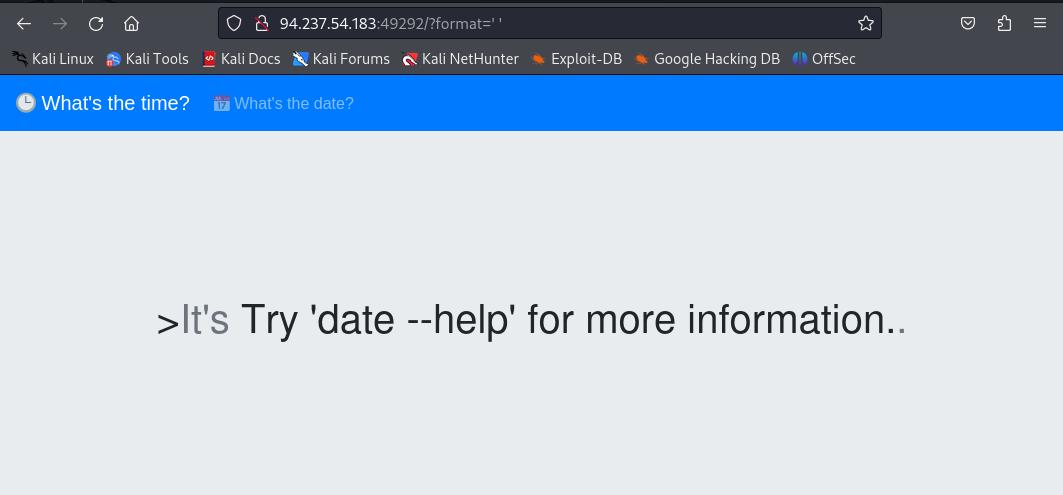 94.237.54.183:49292/?format=' '
Kali Linux Kali Tools Kali Docs Kali Forums Kali NetHunter Exploit-DB Google Hacking DB OffSec
What's the time? 17 What's the date?
>It's Try 'date --help' for more information..